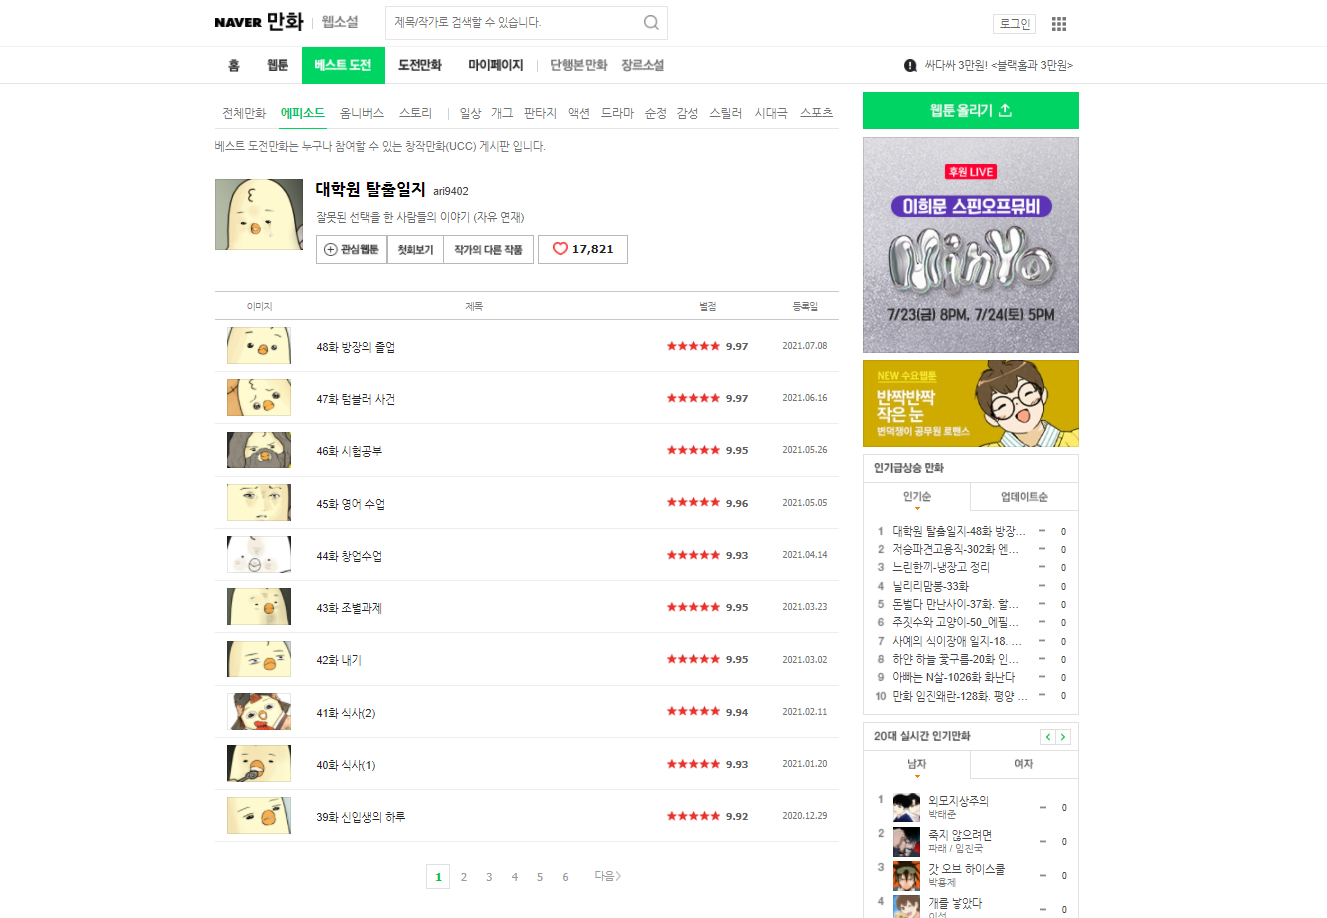 NAVER 만화 웹소설
제목/작가로 검색할 수 있습니다.
로그인
홈 웹툰 베스트 도전 도전만화 마이페이지 단행본만화 장르소설
싸다싸 3만원! <블랙홀과 3만원>
전체만화 에피소드 옴니버스 스토리 일상 개그 판타지 액션 드라마 순정 감성 스릴러 시대극 스포츠
베스트 도전만화는 누구나 참여할 수 있는 창작만화(UCC) 게시판 입니다.
대학원 탈출일지 ari9402
잘못된 선택을 한 사람들의 이야기 (자유 연재)
관심웹툰 첫회보기 작가의 다른 작품 17,821
이미지 제목 별점 등록일
48화 방장의 졸업 9.97 2021.07.08
47화 텀블러 사건 9.97 2021.06.16
46화 시험공부 9.95 2021.05.26
45화 영어 수업 9.96 2021.05.05
44화 창업수업 9.93 2021.04.14
43화 조별과제 9.95 2021.03.23
42화 내기 9.95 2021.03.02
41화 식사(2) 9.94 2021.02.11
40화 식사(1) 9.93 2021.01.20
39화 신입생의 하루 9.92 2020.12.29
1 2 3 4 5 6 다음
웹툰 올리기
후원 LIVE
이희문 스핀오프뮤비
MinYo
7/23(금) 8PM, 7/24(토) 5PM
NEW 수요웹툰
반짝반짝
작은 눈
변덕쟁이 공무원 로맨스
인기급상승 만화
인기순 업데이트순
1 대학원 탈출일지-48화 방장... 0
2 저승파견고용직-302화 엔... 0
3 느린한끼-냉장고 정리 0
4 닐리리맘봉-33화 0
5 돈벌다 만난사이-37화. 할... 0
6 주짓수와 고양이-50_에필... 0
7 사예의 식이장애 일지-18. ... 0
8 하얀 하늘 꽃구름-20화 인... 0
9 아빠는 N살-1026화 화난다 0
10 만화 임진왜란-128화. 평양 ... 0
20대 실시간 인기만화
남자 여자
1 외모지상주의 0
박태준
2 죽지 않으려면 0
파래 / 임진국
3 갓 오브 하이스쿨 0
박용제
4 개를 낳았다 0
이선